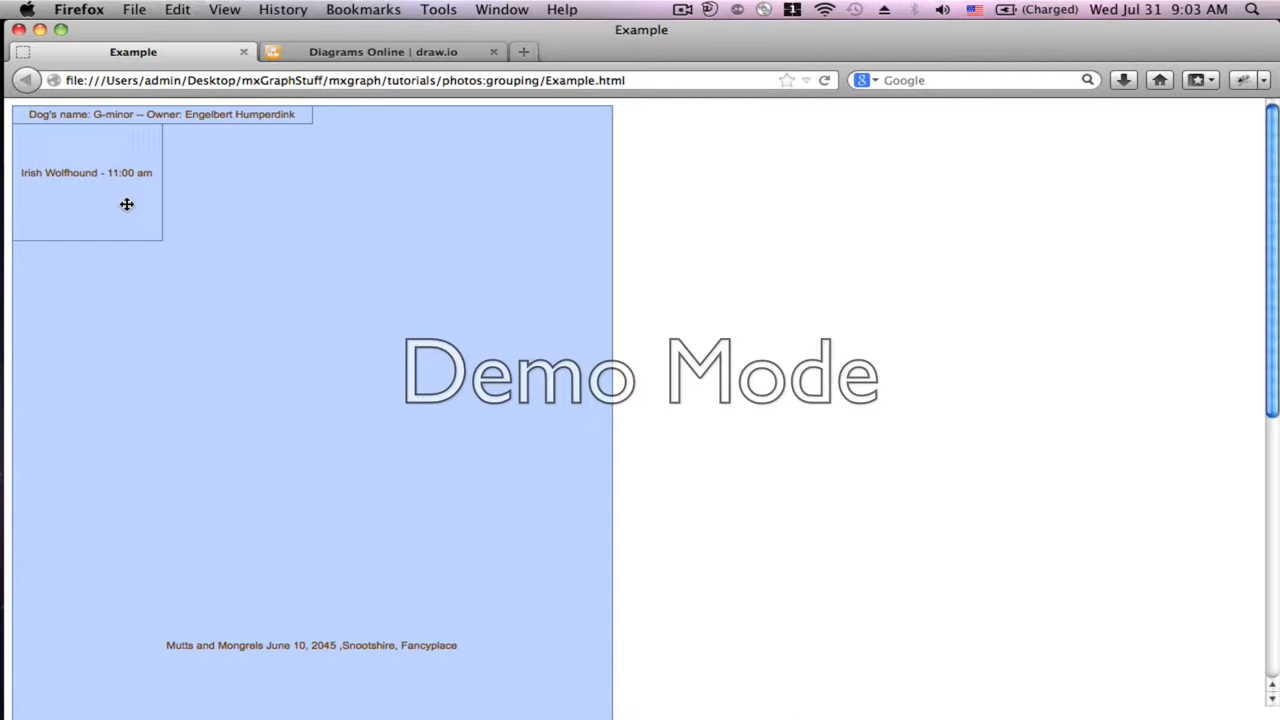 Firefox File Edit View History Bookmarks Tools Window Help 1 (Charged) Wed Jul 31 9:03 AM
Example
Example Diagrams Online | draw.io
file:///Users/admin/Desktop/mxGraphStuff/mxgraph/tutorials/photos:grouping/Example.html Google
Dog's name: G-minor -- Owner: Engelbert Humperdink
Irish Wolfhound - 11:00 am
Demo Mode
Mutts and Mongrels June 10, 2045 ,Snootshire, Fancyplace